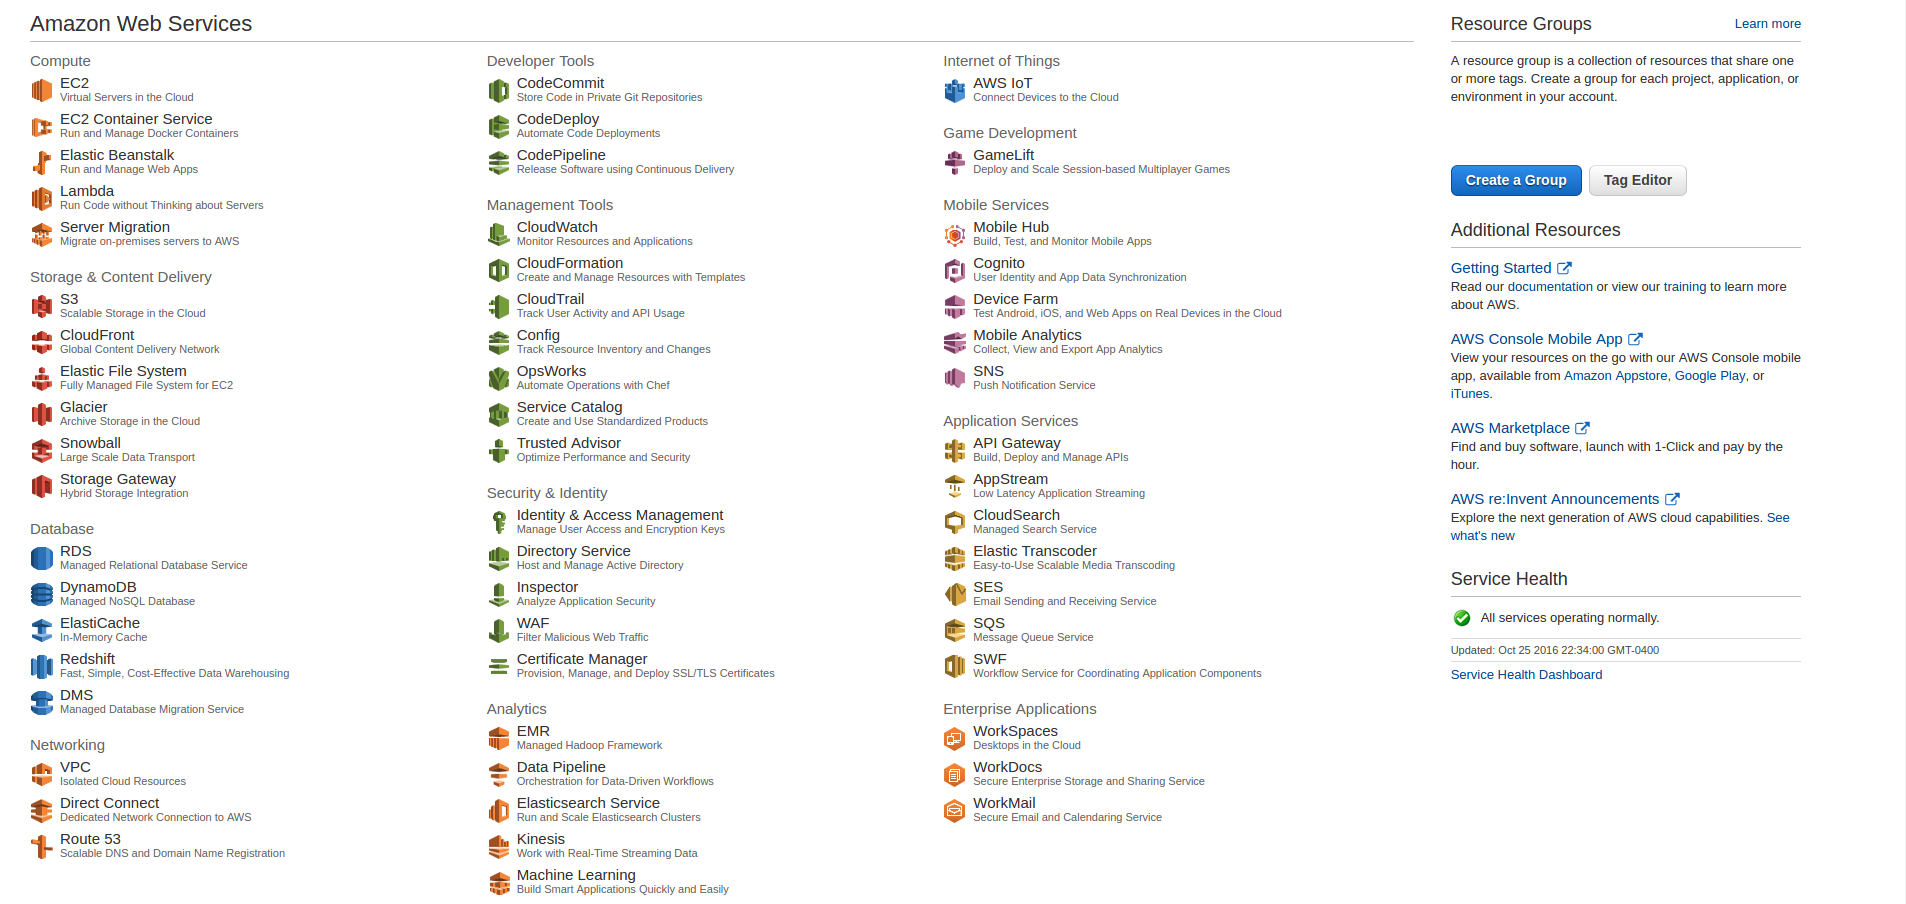 Amazon Web Services
Compute
EC2
Virtual Servers in the Cloud
EC2 Container Service
Run and Manage Docker Containers
Elastic Beanstalk
Run and Manage Web Apps
Lambda
Run Code without Thinking about Servers
Server Migration
Migrate on-premises servers to AWS
Storage & Content Delivery
S3
Scalable Storage in the Cloud
CloudFront
Global Content Delivery Network
Elastic File System
Fully Managed File System for EC2
Glacier
Archive Storage in the Cloud
Snowball
Large Scale Data Transport
Storage Gateway
Hybrid Storage Integration
Database
RDS
Managed Relational Database Service
DynamoDB
Managed NoSQL Database
ElastiCache
In-Memory Cache
Redshift
Fast, Simple, Cost-Effective Data Warehousing
DMS
Managed Database Migration Service
Networking
VPC
Isolated Cloud Resources
Direct Connect
Dedicated Network Connection to AWS
Route 53
Scalable DNS and Domain Name Registration
Developer Tools
CodeCommit
Store Code in Private Git Repositories
CodeDeploy
Automate Code Deployments
CodePipeline
Release Software using Continuous Delivery
Management Tools
CloudWatch
Monitor Resources and Applications
CloudFormation
Create and Manage Resources with Templates
CloudTrail
Track User Activity and API Usage
Config
Track Resource Inventory and Changes
OpsWorks
Automate Operations with Chef
Service Catalog
Create and Use Standardized Products
Trusted Advisor
Optimize Performance and Security
Security & Identity
Identity & Access Management
Manage User Access and Encryption Keys
Directory Service
Host and Manage Active Directory
Inspector
Analyze Application Security
WAF
Filter Malicious Web Traffic
Certificate Manager
Provision, Manage, and Deploy SSL/TLS Certificates
Analytics
EMR
Managed Hadoop Framework
Data Pipeline
Orchestration for Data-Driven Workflows
Elasticsearch Service
Run and Scale Elasticsearch Clusters
Kinesis
Work with Real-Time Streaming Data
Machine Learning
Build Smart Applications Quickly and Easily
Internet of Things
AWS IoT
Connect Devices to the Cloud
Game Development
GameLift
Deploy and Scale Session-based Multiplayer Games
Mobile Services
Mobile Hub
Build, Test, and Monitor Mobile Apps
Cognito
User Identity and App Data Synchronization
Device Farm
Test Android, iOS, and Web Apps on Real Devices in the Cloud
Mobile Analytics
Collect, View and Export App Analytics
SNS
Push Notification Service
Application Services
API Gateway
Build, Deploy and Manage APIs
AppStream
Low Latency Application Streaming
CloudSearch
Managed Search Service
Elastic Transcoder
Easy-to-Use Scalable Media Transcoding
SES
Email Sending and Receiving Service
SQS
Message Queue Service
SWF
Workflow Service for Coordinating Application Components
Enterprise Applications
WorkSpaces
Desktops in the Cloud
WorkDocs
Secure Enterprise Storage and Sharing Service
WorkMail
Secure Email and Calendaring Service
Resource Groups
Learn more
A resource group is a collection of resources that share one
or more tags. Create a group for each project, application, or
environment in your account.
Create a Group
Tag Editor
Additional Resources
Getting Started
Read our documentation or view our training to learn more
about AWS.
AWS Console Mobile App
View your resources on the go with our AWS Console mobile
app, available from Amazon Appstore, Google Play, or
iTunes.
AWS Marketplace
Find and buy software, launch with 1-Click and pay by the
hour.
AWS re:Invent Announcements
Explore the next generation of AWS cloud capabilities. See
what's new
Service Health
All services operating normally.
Updated: Oct 25 2016 22:34:00 GMT-0400
Service Health Dashboard